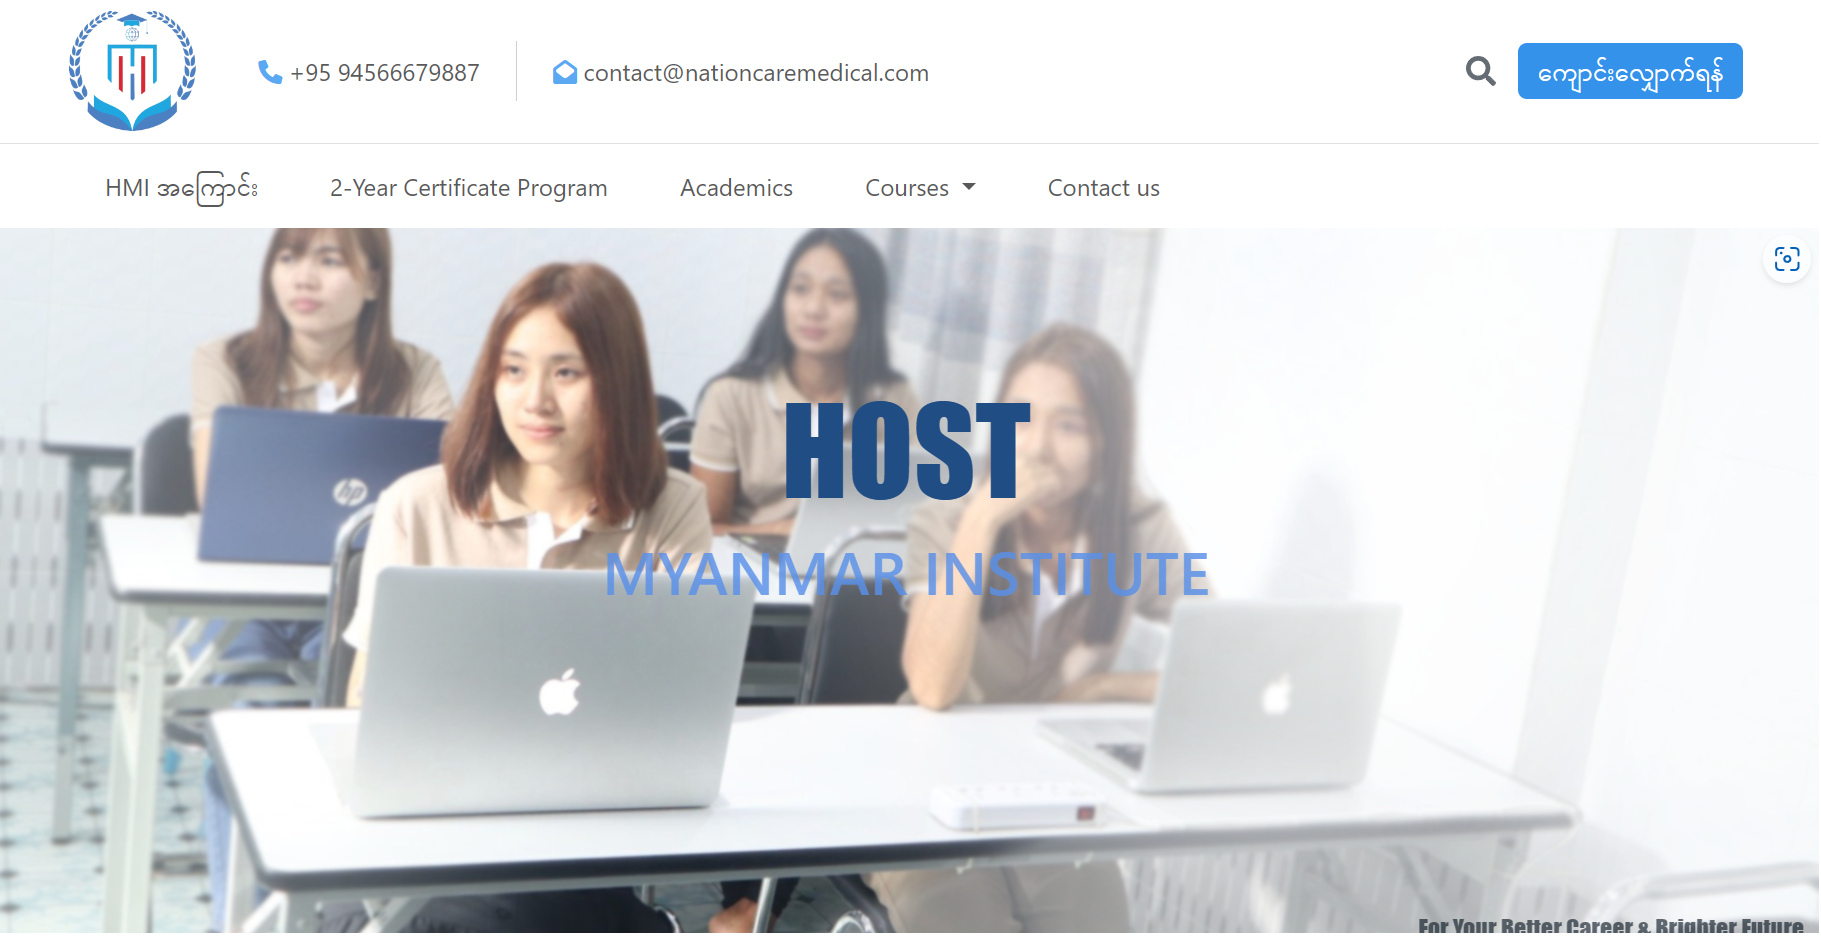 +95 94566679887
contact@nationcaremedical.com
ကျောင်းလျှောက်ရန်
HMI အကြောင်း
2-Year Certificate Program
Academics
Courses
Contact us
HOST
MYANMAR INSTITUTE
hp
For Your Better Career & Brighter Future